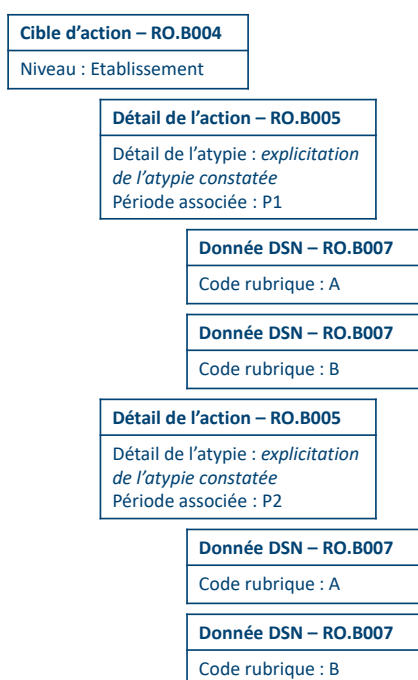 Cible d'action – RO.B004
Niveau : Etablissement
Détail de l'action – RO.B005
Détail de l'atypie : explicitation
de l'atypie constatée
Période associée : P1
Donnée DSN – RO.B007
Code rubrique : A
Donnée DSN – RO.B007
Code rubrique : B
Détail de l'action – RO.B005
Détail de l'atypie : explicitation
de l'atypie constatée
Période associée : P2
Donnée DSN – RO.B007
Code rubrique : A
Donnée DSN – RO.B007
Code rubrique : B